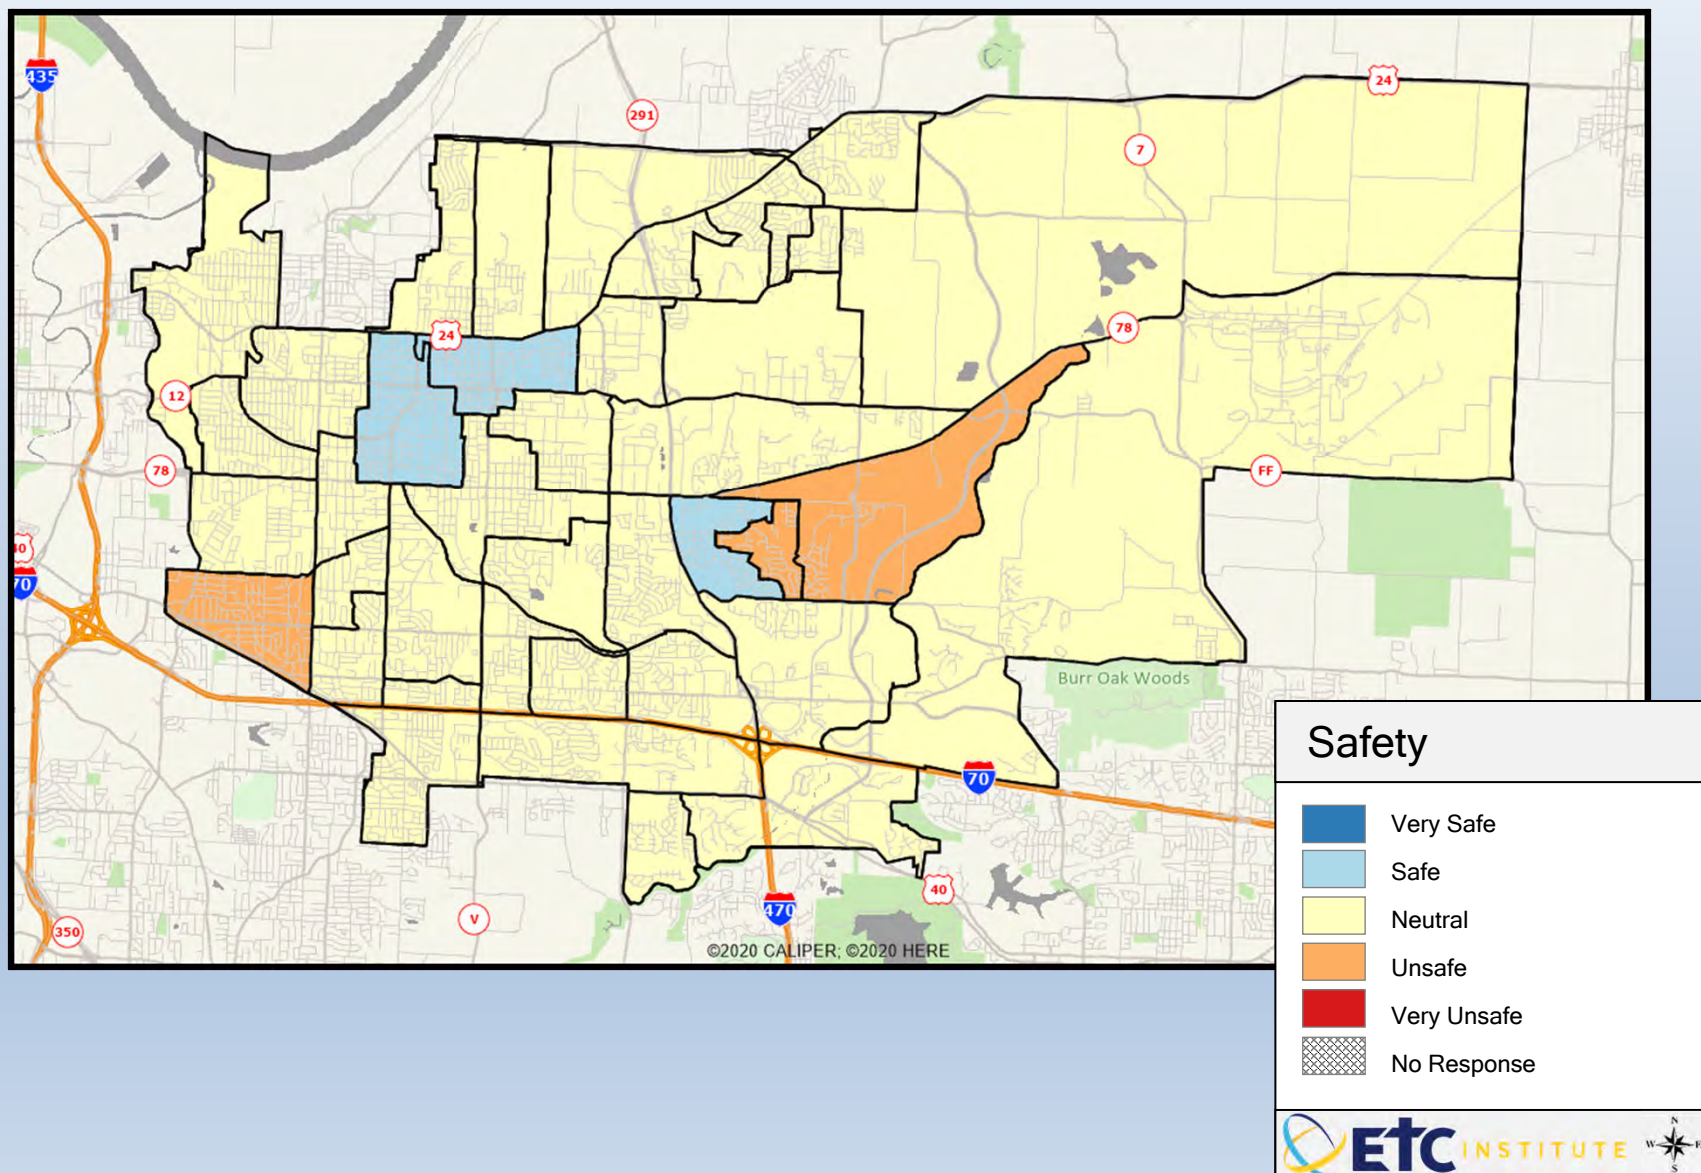 435
291
24
7
24
78
12
78
FF
40
70
Burr Oak Woods
70
40
470
V
350
©2020 CALIPER; ©2020 HERE
Safety
Very Safe
Safe
Neutral
Unsafe
Very Unsafe
No Response
ETC INSTITUTE
N
W E
S